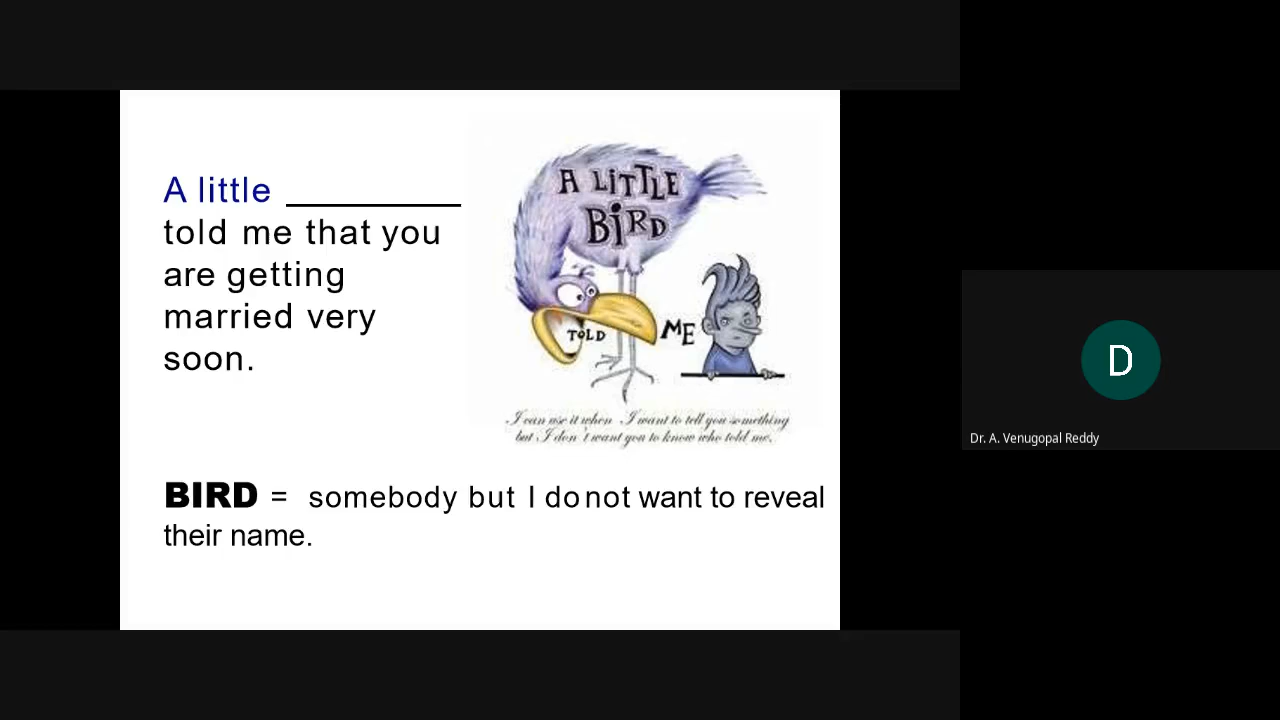 A little ___________
told me that you
are getting
married very
soon.
A LiTTLE
BiRD
TOLD
ME
I can use it when I want to tell you something
but I don't want you to know who told me.
BIRD = somebody but I do not want to reveal
their name.
D
Dr. A. Venugopal Reddy